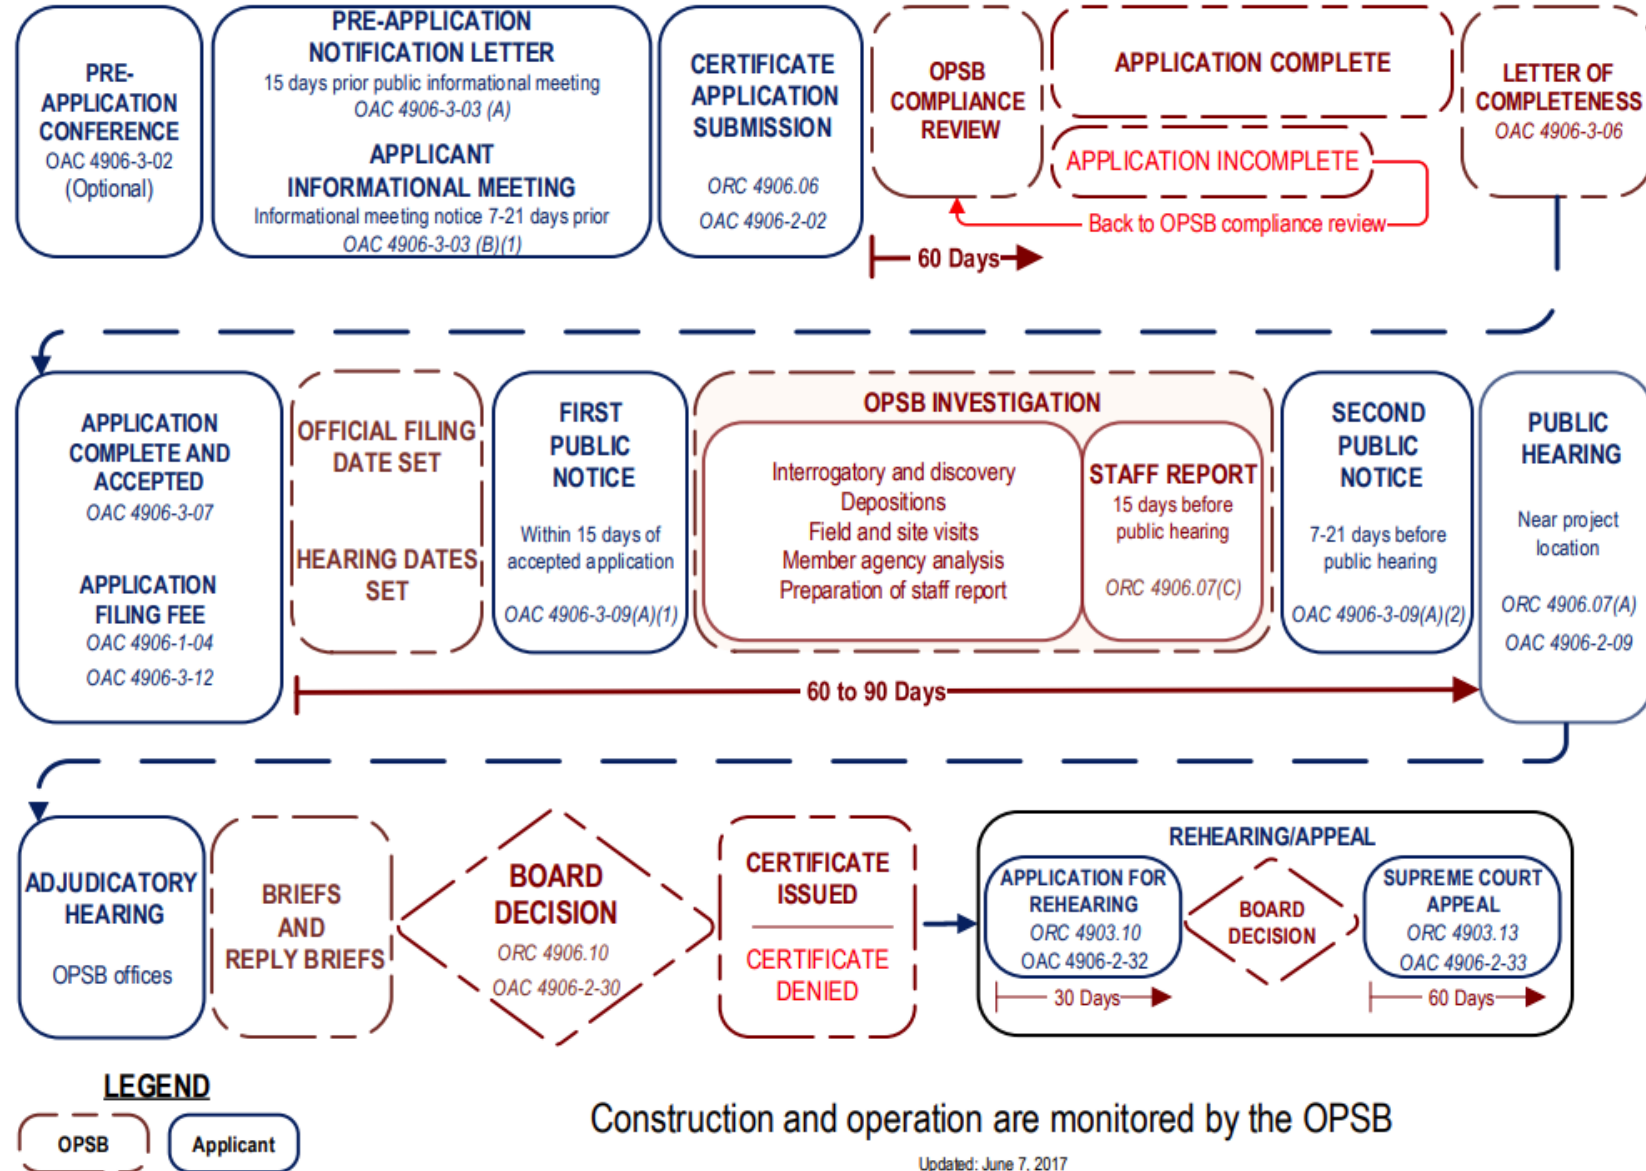 PRE-
APPLICATION
CONFERENCE
OAC 4906-3-02
(Optional)
PRE-APPLICATION
NOTIFICATION LETTER
15 days prior public informational meeting
OAC 4906-3-03 (A)
APPLICANT
INFORMATIONAL MEETING
Informational meeting notice 7-21 days prior
OAC 4906-3-03 (B)(1)
CERTIFICATE
APPLICATION
SUBMISSION
ORC 4906.06
OAC 4906-2-02
OPSB
COMPLIANCE
REVIEW
APPLICATION COMPLETE
APPLICATION INCOMPLETE
Back to OPSB compliance review
60 Days
LETTER OF
COMPLETENESS
OAC 4906-3-06
APPLICATION
COMPLETE AND
ACCEPTED
OAC 4906-3-07
APPLICATION
FILING FEE
OAC 4906-1-04
OAC 4906-3-12
OFFICIAL FILING
DATE SET
HEARING DATES
SET
FIRST
PUBLIC
NOTICE
Within 15 days of
accepted application
OAC 4906-3-09(A)(1)
OPSB INVESTIGATION
Interrogatory and discovery
Depositions
Field and site visits
Member agency analysis
Preparation of staff report
STAFF REPORT
15 days before
public hearing
ORC 4906.07(C)
SECOND
PUBLIC
NOTICE
7-21 days before
public hearing
OAC 4906-3-09(A)(2)
PUBLIC
HEARING
Near project
location
ORC 4906.07(A)
OAC 4906-2-09
60 to 90 Days
ADJUDICATORY
HEARING
OPSB offices
BRIEFS
AND
REPLY BRIEFS
BOARD
DECISION
ORC 4906.10
OAC 4906-2-30
CERTIFICATE
ISSUED
CERTIFICATE
DENIED
REHEARING/APPEAL
APPLICATION FOR
REHEARING
ORC 4903.10
OAC 4906-2-32
30 Days
BOARD
DECISION
SUPREME COURT
APPEAL
ORC 4903.13
OAC 4906-2-33
60 Days
LEGEND
OPSB
Applicant
Construction and operation are monitored by the OPSB
Updated: June 7, 2017